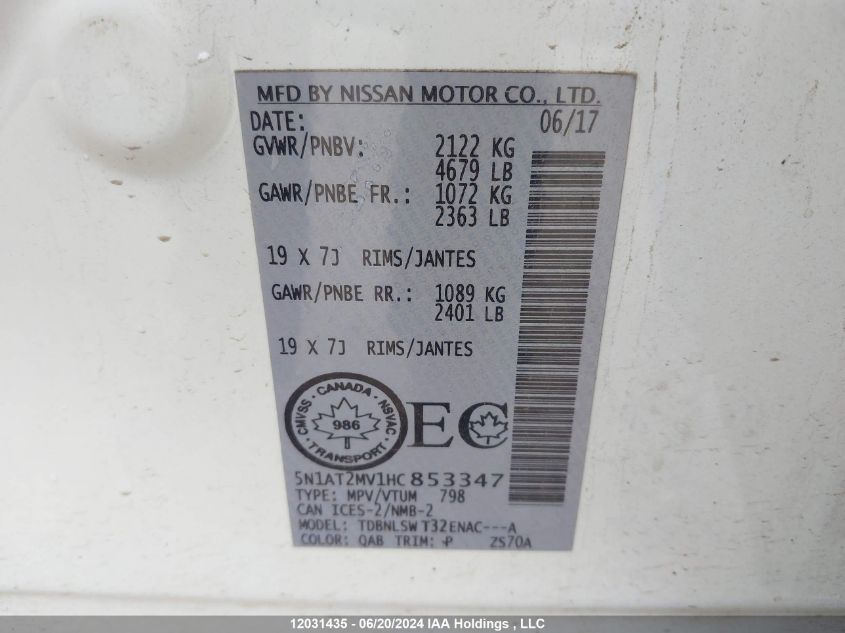 MFD BY NISSAN MOTOR CO., LTD.
DATE: 06/17
GVWR/PNBV: 2122 KG
4679 LB
GAWR/PNBE FR.: 1072 KG
2363 LB
19 X 7J RIMS/JANTES
GAWR/PNBE RR.: 1089 KG
2401 LB
19 X 7J RIMS/JANTES
CANADA
CMVSS 986 NSVAC
TRANSPORT
EC
5N1AT2MV1HC853347
TYPE: MPV/VTUM 798
CAN ICES-2/NMB-2
MODEL: TDBNLSW T32ENAC---A
COLOR: QAB TRIM: P ZS70A
12031435 - 06/20/2024 IAA Holdings , LLC